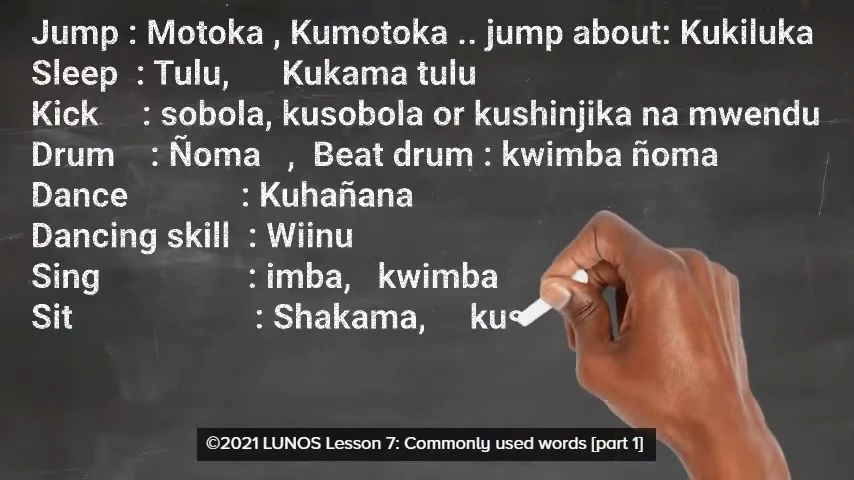 Jump : Motoka , Kumotoka .. jump about: Kukiluka
Sleep : Tulu, Kukama tulu
Kick : sobola, kusobola or kushinjika na mwendu
Drum : Ñoma , Beat drum : kwimba ñoma
Dance : Kuhañana
Dancing skill : Wiinu
Sing : imba, kwimba
Sit : Shakama, ku
©2021 LUNOS Lesson 7: Commonly used words [part 1]